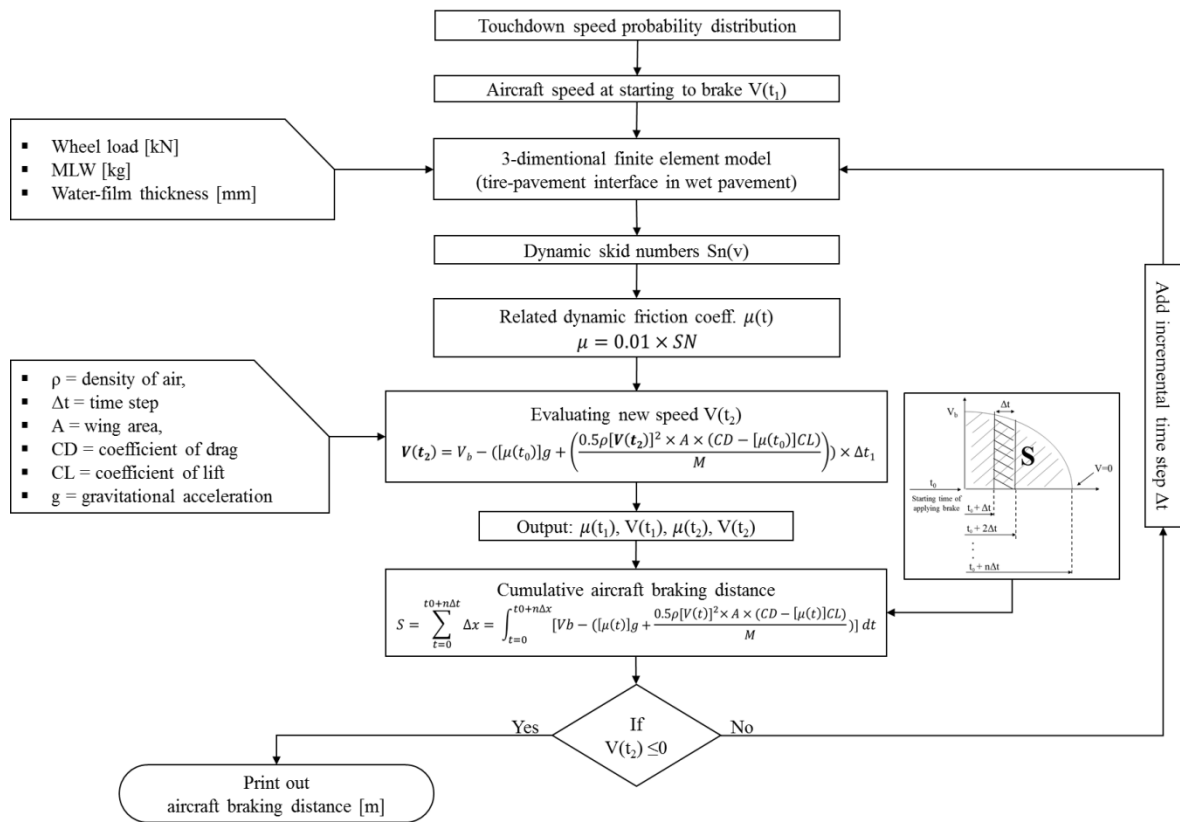 Touchdown speed probability distribution
Aircraft speed at starting to brake V(t₁)
▪ Wheel load [kN]
▪ MLW [kg]
▪ Water-film thickness [mm]
3-dimentional finite element model
(tire-pavement interface in wet pavement)
Dynamic skid numbers Sn(v)
Related dynamic friction coeff. μ(t)
μ = 0.01 × SN
▪ ρ = density of air,
▪ Δt = time step
▪ A = wing area,
▪ CD = coefficient of drag
▪ CL = coefficient of lift
▪ g = gravitational acceleration
Evaluating new speed V(t₂)
V(t₂) = V_b − ([μ(t₀)]g + (0.5ρ[V(t₂)]² × A × (CD − [μ(t₀)]CL) / M)) × Δt₁
Output: μ(t₁), V(t₁), μ(t₂), V(t₂)
Cumulative aircraft braking distance
S = ∑_{t=0}^{t0+nΔt} Δx = ∫_{t=0}^{t0+nΔx} [Vb − ([μ(t)]g + 0.5ρ[V(t)]² × A × (CD − [μ(t)]CL) / M)] dt
V_b
Δt
S
V=0
t₀
Starting time of
applying brake
t₀ + Δt
t₀ + 2Δt
⋮
t₀ + nΔt
Add incremental time step Δt
If
V(t₂) ≤0
Yes
No
Print out
aircraft braking distance [m]